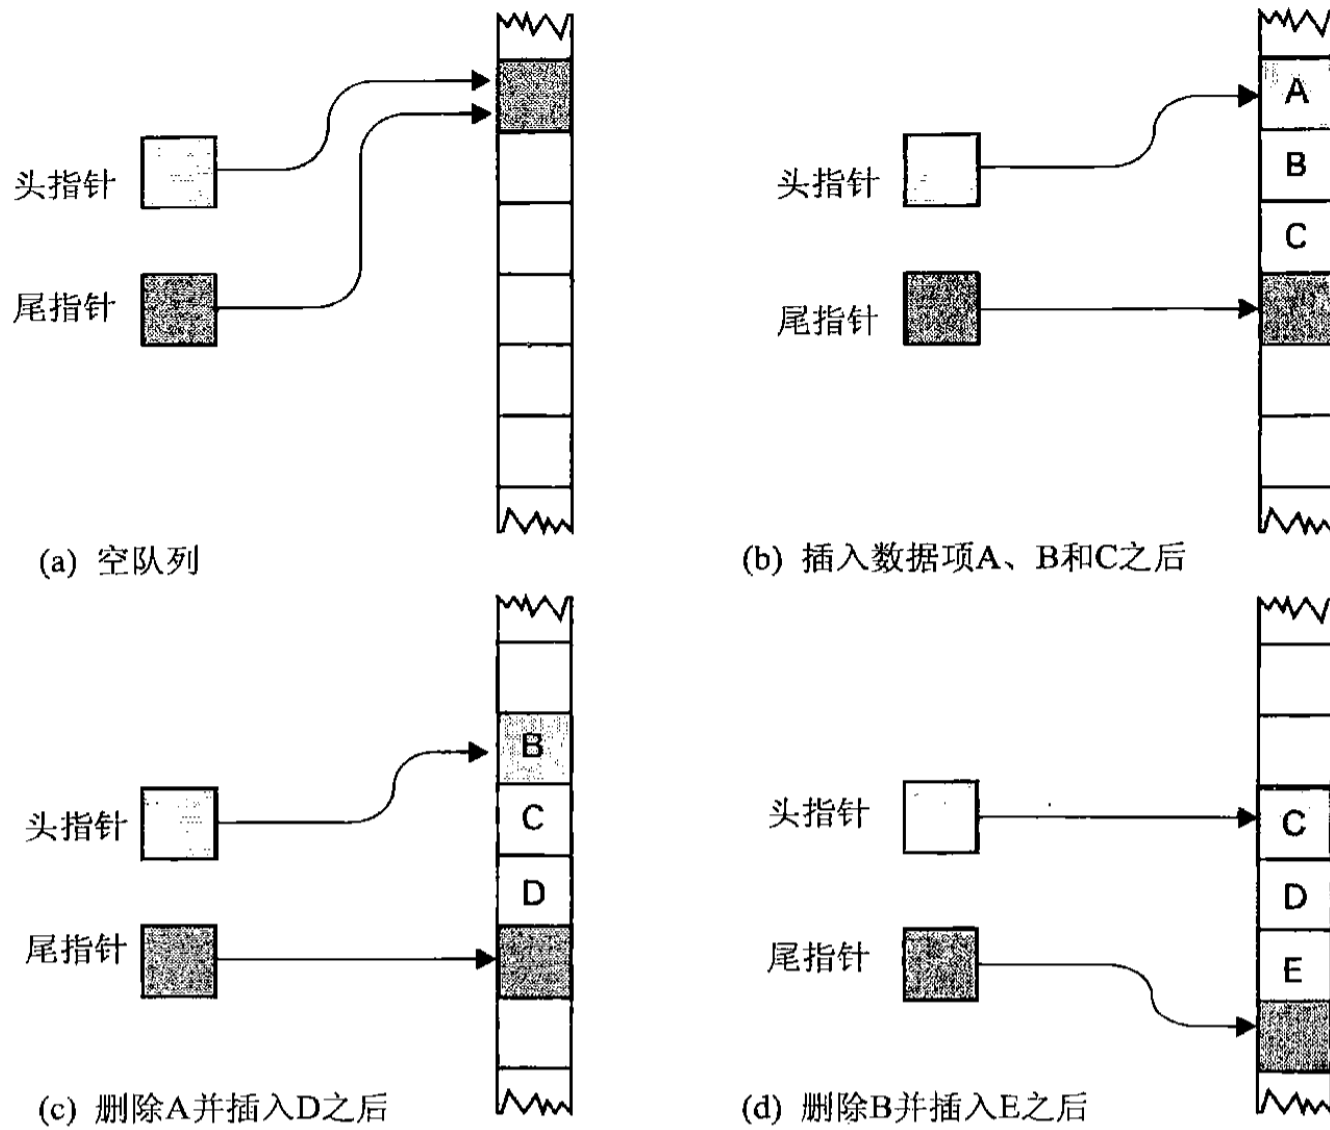 头指针
尾指针
(a) 空队列
头指针
A
B
C
尾指针
(b) 插入数据项A、B和C之后
头指针
B
C
D
尾指针
(c) 删除A并插入D之后
头指针
C
D
E
尾指针
(d) 删除B并插入E之后